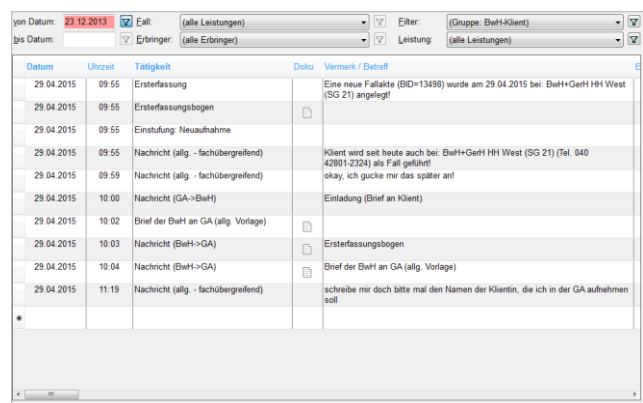 von Datum: 23.12.2013 Fall: (alle Leistungen) Filter: (Gruppe: BwH-Klient)
bis Datum: Erbringer: (alle Erbringer) Leistung: (alle Leistungen)
Datum Uhrzeit Tätigkeit Doku Vermerk / Betreff E
29.04.2015 09:55 Ersterfassung Eine neue Fallakte (BID=13498) wurde am 29.04.2015 bei: BwH+GerH HH West
(SG 21) angelegt!
29.04.2015 09:55 Ersterfassungsbogen
29.04.2015 09:55 Einstufung: Neuaufnahme
29.04.2015 09:55 Nachricht (allg. - fachübergreifend) Klient wird seit heute auch bei: BwH+GerH HH West (SG 21) (Tel. 040
42801-2324) als Fall geführt!
29.04.2015 09:59 Nachricht (allg. - fachübergreifend) okay, ich gucke mir das später an!
29.04.2015 10:00 Nachricht (GA->BwH) Einladung (Brief an Klient)
29.04.2015 10:02 Brief der BwH an GA (allg. Vorlage)
29.04.2015 10:03 Nachricht (BwH->GA) Ersterfassungsbogen
29.04.2015 10:04 Nachricht (BwH->GA) Brief der BwH an GA (allg. Vorlage)
29.04.2015 11:19 Nachricht (allg. - fachübergreifend) schreibe mir doch bitte mal den Namen der Klientin, die ich in der GA aufnehmen
soll